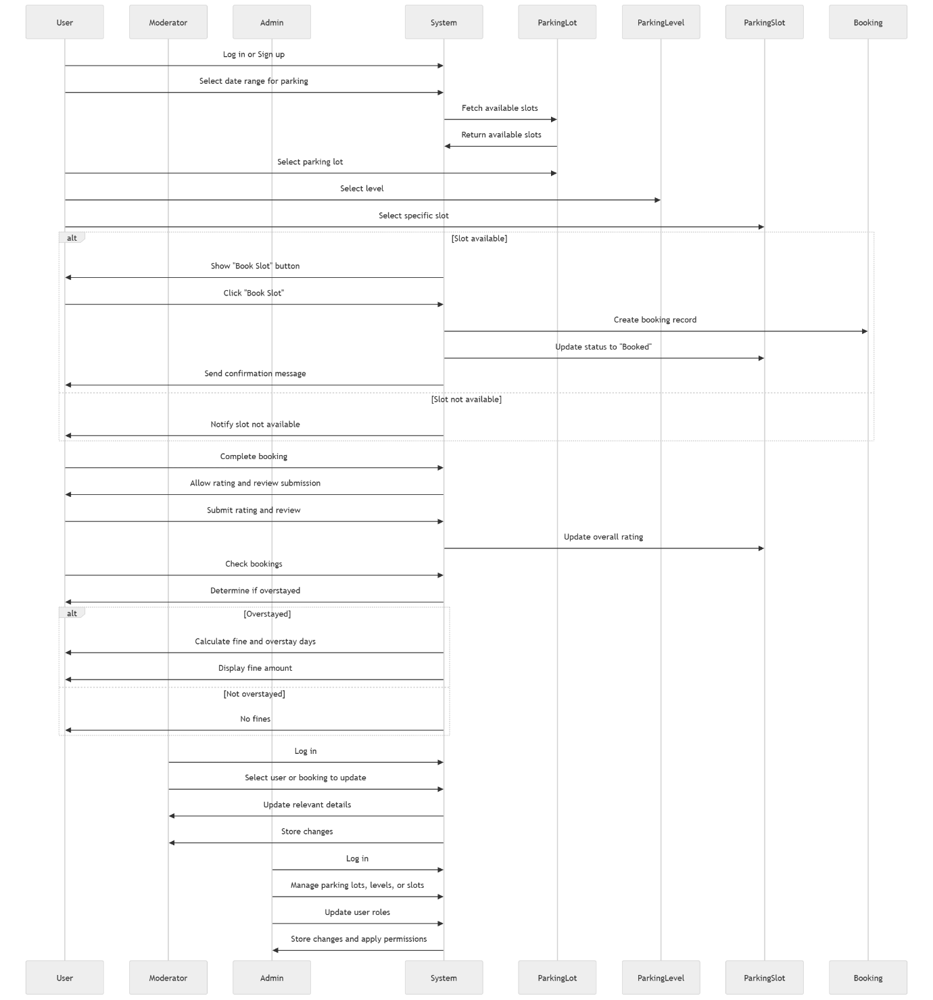 User Moderator Admin System ParkingLot ParkingLevel ParkingSlot Booking
Log in or Sign up
Select date range for parking
Fetch available slots
Return available slots
Select parking lot
Select level
Select specific slot
alt [Slot available]
Show "Book Slot" button
Click "Book Slot"
Create booking record
Update status to "Booked"
Send confirmation message
[Slot not available]
Notify slot not available
Complete booking
Allow rating and review submission
Submit rating and review
Update overall rating
Check bookings
Determine if overstayed
alt [Overstayed]
Calculate fine and overstay days
Display fine amount
[Not overstayed]
No fines
Log in
Select user or booking to update
Update relevant details
Store changes
Log in
Manage parking lots, levels, or slots
Update user roles
Store changes and apply permissions
User Moderator Admin System ParkingLot ParkingLevel ParkingSlot Booking